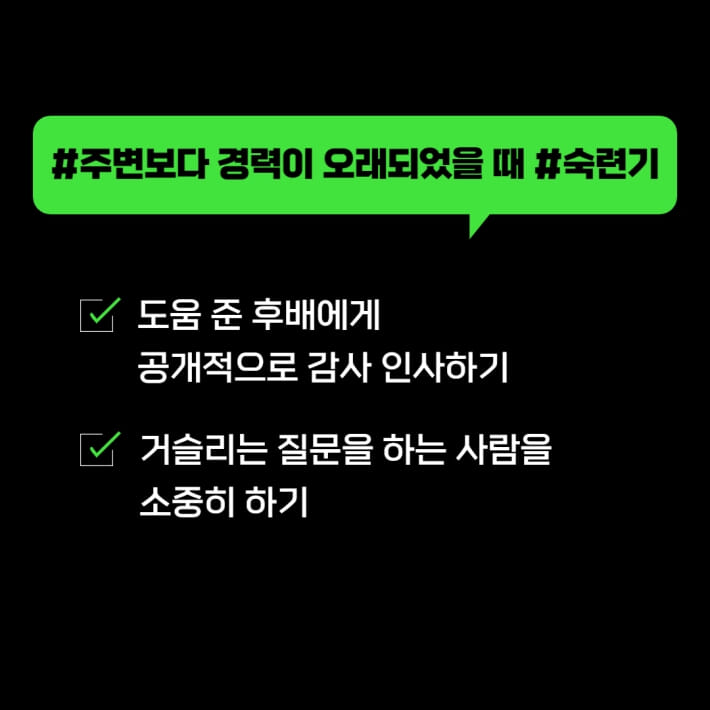 #주변보다 경력이 오래되었을 때 #숙련기
도움 준 후배에게
공개적으로 감사 인사하기
거슬리는 질문을 하는 사람을
소중히 하기